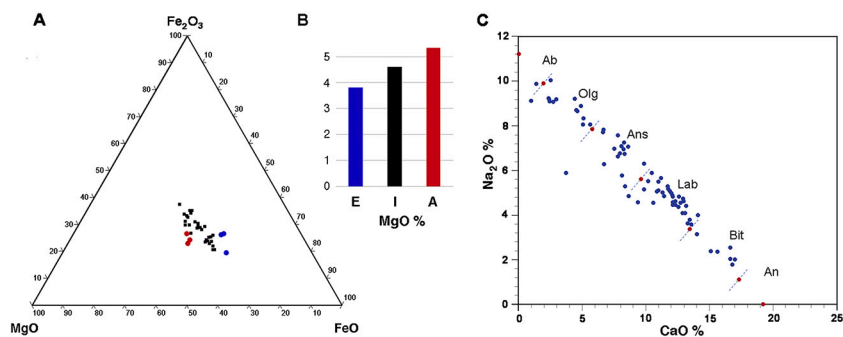 A
Fe₂O₃
100
90
80
70
60
50
40
30
20
10
10
20
30
40
50
60
70
80
90
100
100 90 80 70 60 50 40 30 20 10 0
MgO
FeO
B
5
4
3
2
1
0
E I A
MgO %
C
12
10
8
6
4
2
0
Na₂O %
Ab
Olg
Ans
Lab
Bit
An
0 5 10 15 20 25
CaO %